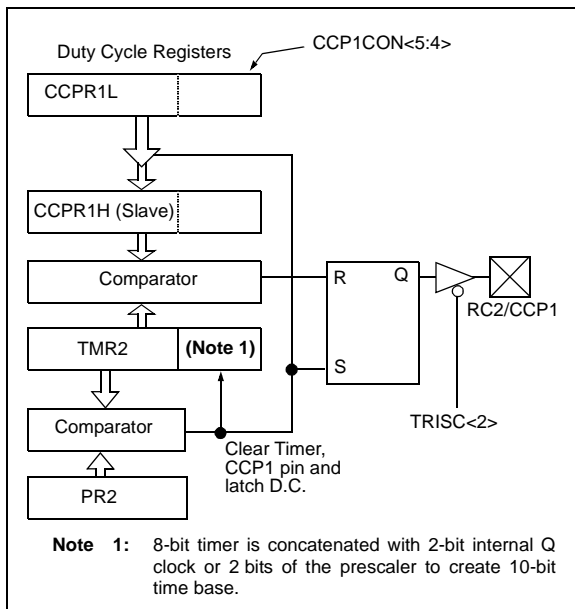 Duty Cycle Registers
CCP1CON<5:4>
CCPR1L
CCPR1H (Slave)
Comparator
R
Q
RC2/CCP1
TMR2
(Note 1)
S
TRISC<2>
Comparator
Clear Timer,
CCP1 pin and
latch D.C.
PR2
Note 1: 8-bit timer is concatenated with 2-bit internal Q
clock or 2 bits of the prescaler to create 10-bit
time base.